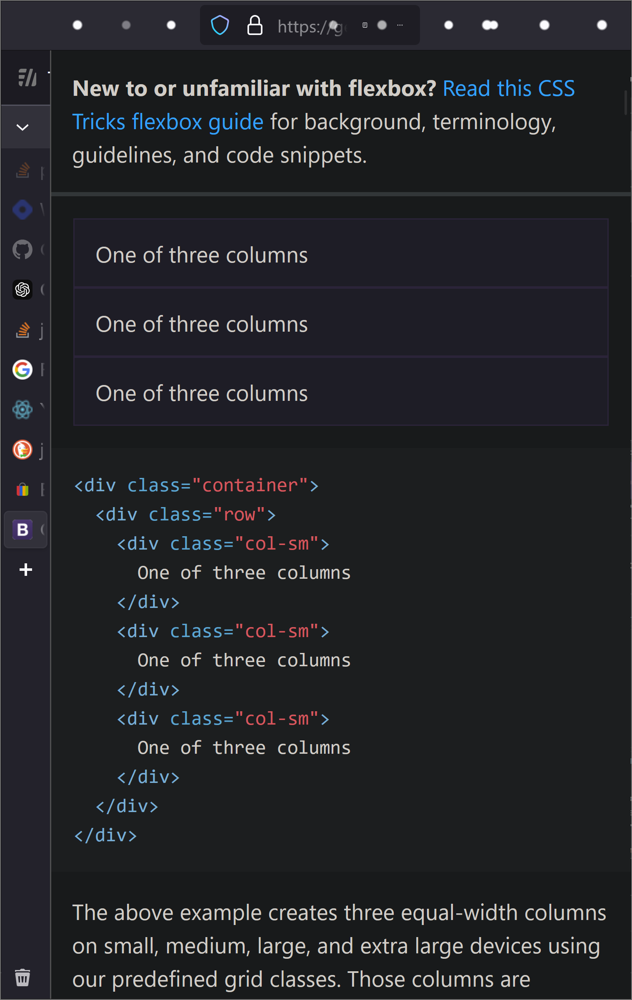 https://g
New to or unfamiliar with flexbox? Read this CSS
Tricks flexbox guide for background, terminology,
guidelines, and code snippets.
One of three columns
One of three columns
One of three columns
<div class="container">
  <div class="row">
    <div class="col-sm">
      One of three columns
    </div>
    <div class="col-sm">
      One of three columns
    </div>
    <div class="col-sm">
      One of three columns
    </div>
  </div>
</div>
The above example creates three equal-width columns
on small, medium, large, and extra large devices using
our predefined grid classes. Those columns are
j
j
B